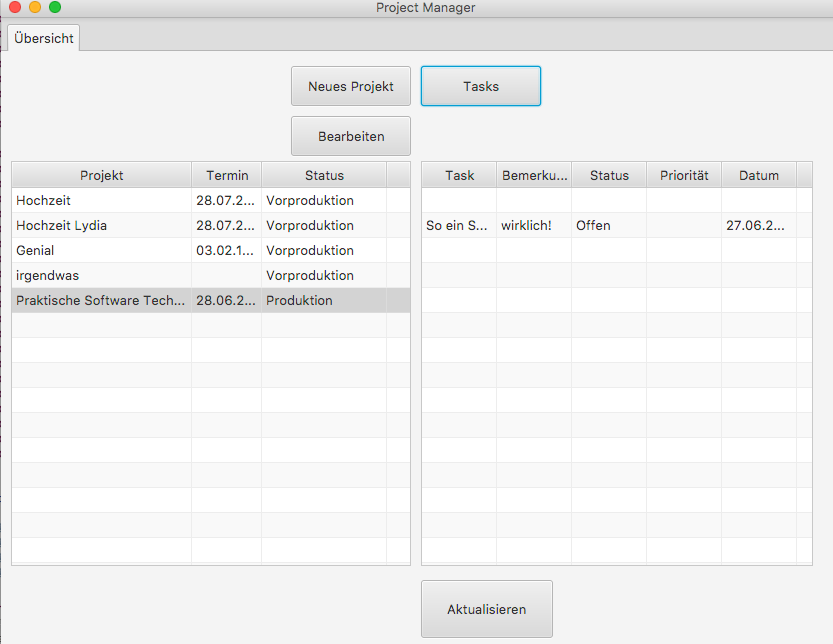 Project Manager
Übersicht
Neues Projekt
Tasks
Bearbeiten
Projekt Termin Status
Hochzeit 28.07.2... Vorproduktion
Hochzeit Lydia 28.07.2... Vorproduktion
Genial 03.02.1... Vorproduktion
irgendwas Vorproduktion
Praktische Software Tech... 28.06.2... Produktion
Task Bemerku... Status Priorität Datum
So ein S... wirklich! Offen 27.06.2...
Aktualisieren